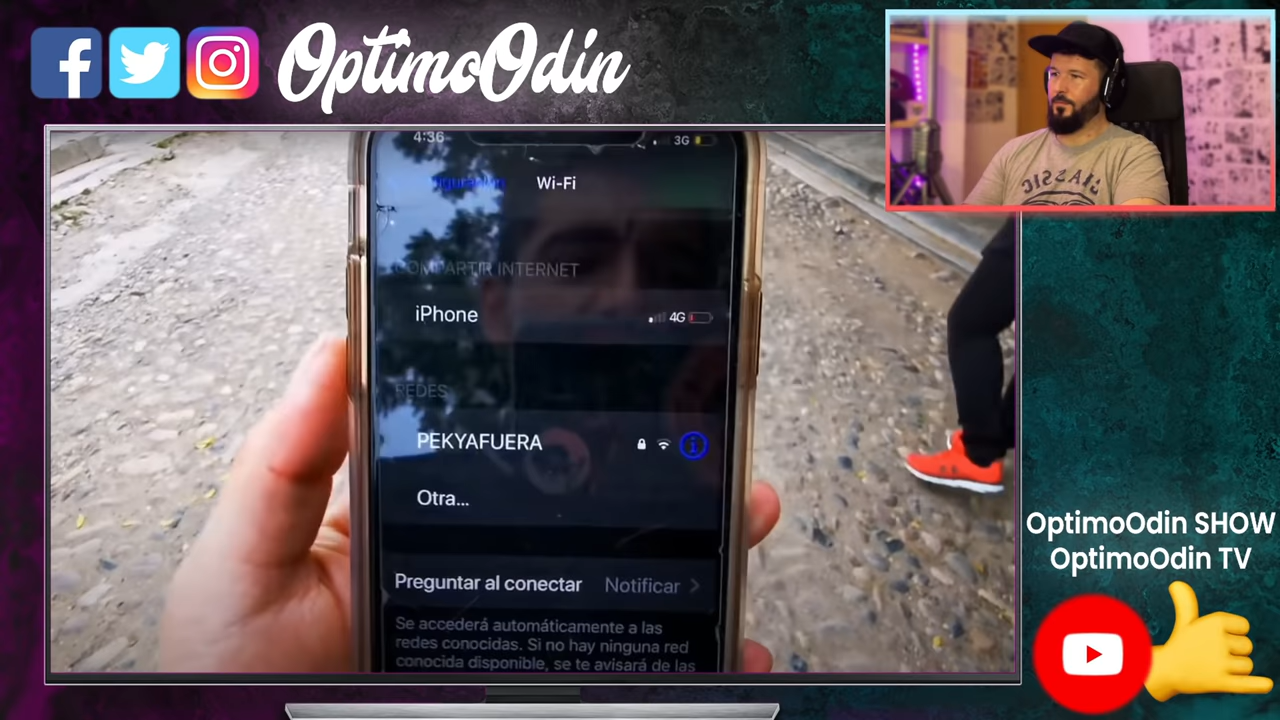 OptimoOdin
4:36
3G
Wi-Fi
COMPARTIR INTERNET
iPhone
4G
REDES
PEKYAFUERA
Otra...
Preguntar al conectar
Notificar
Se accederá automáticamente a las
redes conocidas. Si no hay ninguna red
conocida disponible, se te avisará de las
CLASSIC
OptimoOdin SHOW
OptimoOdin TV